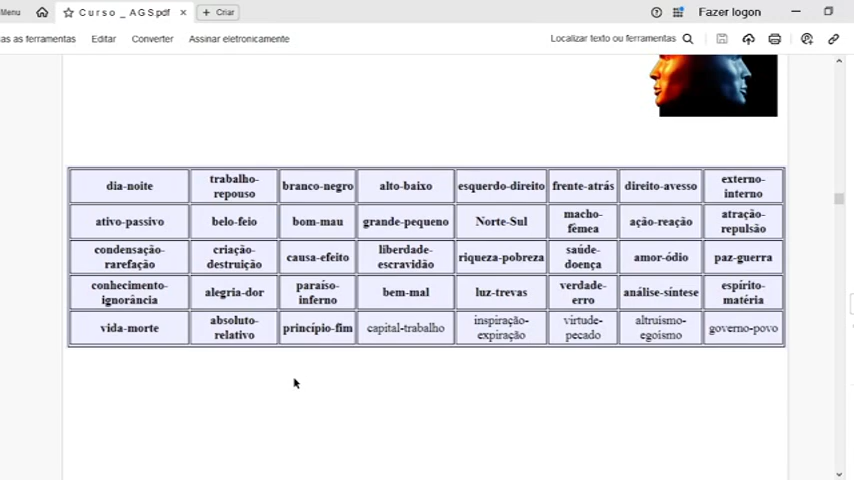 Menu
Curso _ AGS.pdf
Criar
Fazer logon
as as ferramentas
Editar
Converter
Assinar eletronicamente
Localizar texto ou ferramentas
dia-noite
trabalho-
repouso
branco-negro
alto-baixo
esquerdo-direito
frente-atrás
direito-avesso
externo-
interno
ativo-passivo
belo-feio
bom-mau
grande-pequeno
Norte-Sul
macho-
fêmea
ação-reação
atração-
repulsão
condensação-
rarefação
criação-
destruição
causa-efeito
liberdade-
escravidão
riqueza-pobreza
saúde-
doença
amor-ódio
paz-guerra
conhecimento-
ignorância
alegria-dor
paraíso-
inferno
bem-mal
luz-trevas
verdade-
erro
análise-síntese
espírito-
matéria
vida-morte
absoluto-
relativo
princípio-fim
capital-trabalho
inspiração-
expiração
virtude-
pecado
altruismo-
egoísmo
governo-povo